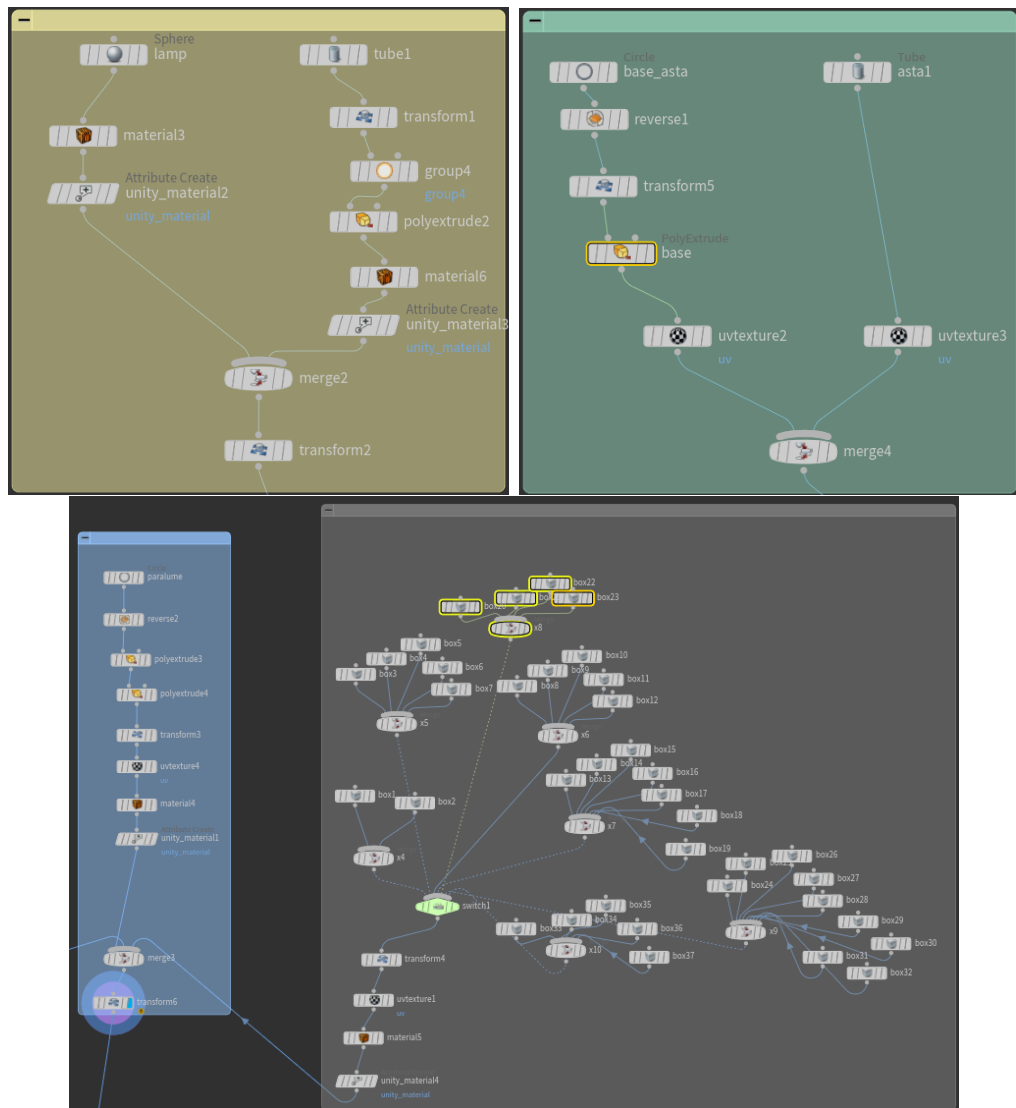 Sphere
lamp
tube1
material3
transform1
Attribute Create
unity_material2
unity_material
group4
group4
polyextrude2
material6
Attribute Create
unity_material3
unity_material
merge2
transform2
Circle
base_asta
Tube
asta1
reverse1
transform5
PolyExtrude
base
uvtexture2
uv
uvtexture3
uv
merge4
paralume
reverse2
polyextrude3
polyextrude4
transform3
uvtexture4
uv
material4
Attribute Create
unity_material1
unity_material
merge3
transform6
box22
box23
x8
box5
box4
box6
box3
box7
x5
box10
box9
box11
box8
box12
x6
box15
box14
box16
box13
box17
box18
x7
box19
box1
box2
x4
box26
box27
box24
box28
box29
x9
box30
box31
box32
switch1
box35
box34
box33
box36
x10
box37
transform4
uvtexture1
uv
material5
unity_material4
unity_material